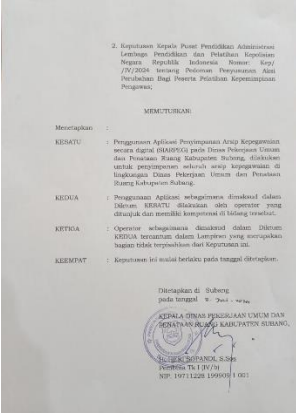 2. Keputusan Kepala Pusat Pendidikan Administrasi
Lembaga Pendidikan dan Pelatihan Kepolisian
Negara Republik Indonesia Nomor: Kep/
/IV/2024 tentang Pedoman Penyusunan Aksi
Perubahan Bagi Peserta Pelatihan Kepemimpinan
Pengawas;
MEMUTUSKAN:
Menetapkan :
KESATU : Penggunaan Aplikasi Penyimpanan Arsip Kepegawaian
secara digital (SIARPEG) pada Dinas Pekerjaan Umum
dan Penataan Ruang Kabupaten Subang, dilakukan
untuk penyimpanan seluruh arsip kepegawaian di
lingkungan Dinas Pekerjaan Umum dan Penataan
Ruang Kabupaten Subang.
KEDUA : Penggunaan Aplikasi sebagaimana dimaksud dalam
Diktum KESATU dilakukan oleh operator yang
ditunjuk dan memiliki kompetensi di bidang tersebut.
KETIGA : Operator sebagaimana dimaksud dalam Diktum
KEDUA tercantum dalam Lampiran yang merupakan
bagian tidak terpisahkan dari Keputusan ini.
KEEMPAT : Keputusan ini mulai berlaku pada tanggal ditetapkan.
Ditetapkan di Subang
pada tanggal
KEPALA DINAS PEKERJAAN UMUM DAN
PENATAAN RUANG KABUPATEN SUBANG,
S.Sos
Pembina Tk I (IV/b)
NIP. 19711228 199909 1 001